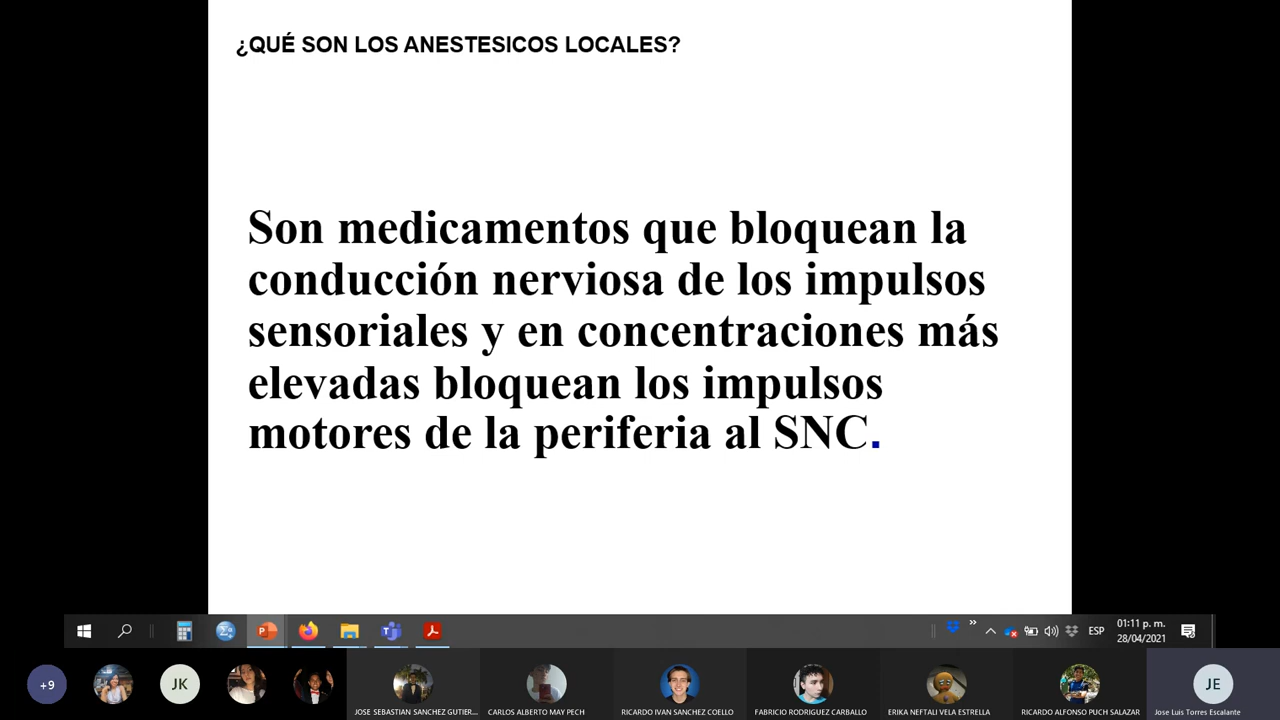 ¿QUÉ SON LOS ANESTESICOS LOCALES?
Son medicamentos que bloquean la
conducción nerviosa de los impulsos
sensoriales y en concentraciones más
elevadas bloquean los impulsos
motores de la periferia al SNC.
ESP
01:11 p. m.
28/04/2021
+9
JK
JOSE SEBASTIAN SANCHEZ GUTIER...
CARLOS ALBERTO MAY PECH
RICARDO IVAN SANCHEZ COELLO
FABRICIO RODRIGUEZ CARBALLO
ERIKA NEFTALI VELA ESTRELLA
RICARDO ALFONSO PUCH SALAZAR
JE
Jose Luis Torres Escalante